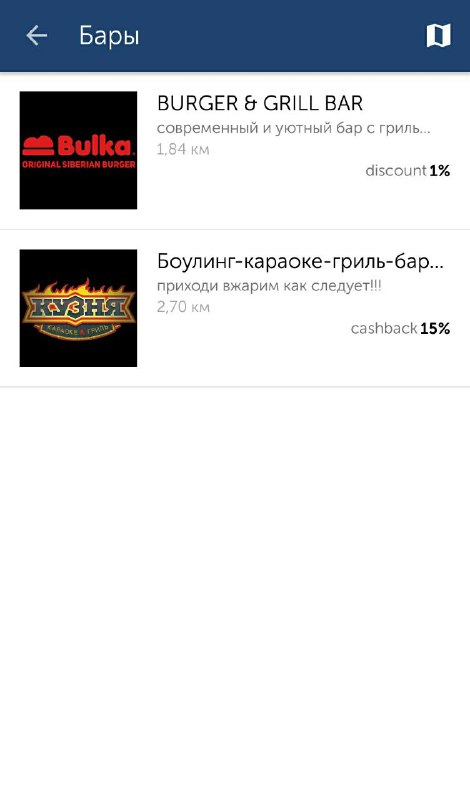 Бары
Bulka
ORIGINAL SIBERIAN BURGER
BURGER & GRILL BAR
современный и уютный бар с гриль...
1,84 км
discount 1%
КУЗНЯ
КАРАОКЕ & ГРИЛЬ
Боулинг-караоке-гриль-бар...
приходи вжарим как следует!!!
2,70 км
cashback 15%